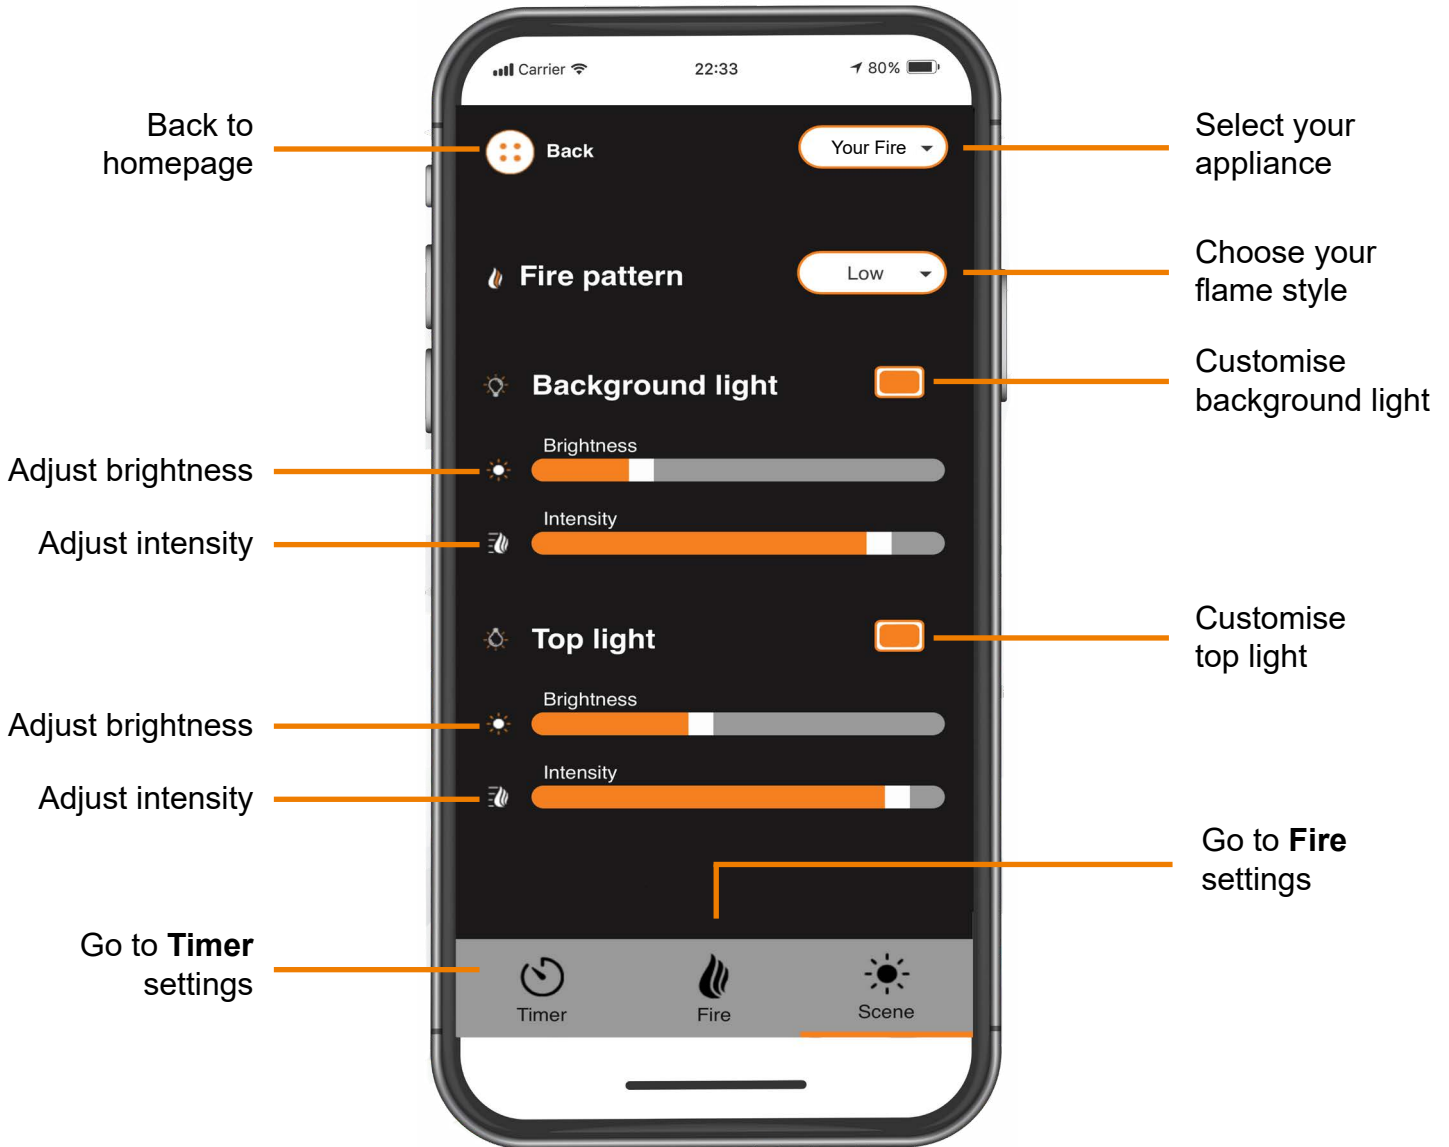 Carrier
22:33
80%
Back to
homepage
Back
Your Fire
Select your
appliance
Fire pattern
Low
Choose your
flame style
Background light
Customise
background light
Adjust brightness
Brightness
Adjust intensity
Intensity
Top light
Customise
top light
Adjust brightness
Brightness
Adjust intensity
Intensity
Go to Fire
settings
Go to Timer
settings
Timer
Fire
Scene